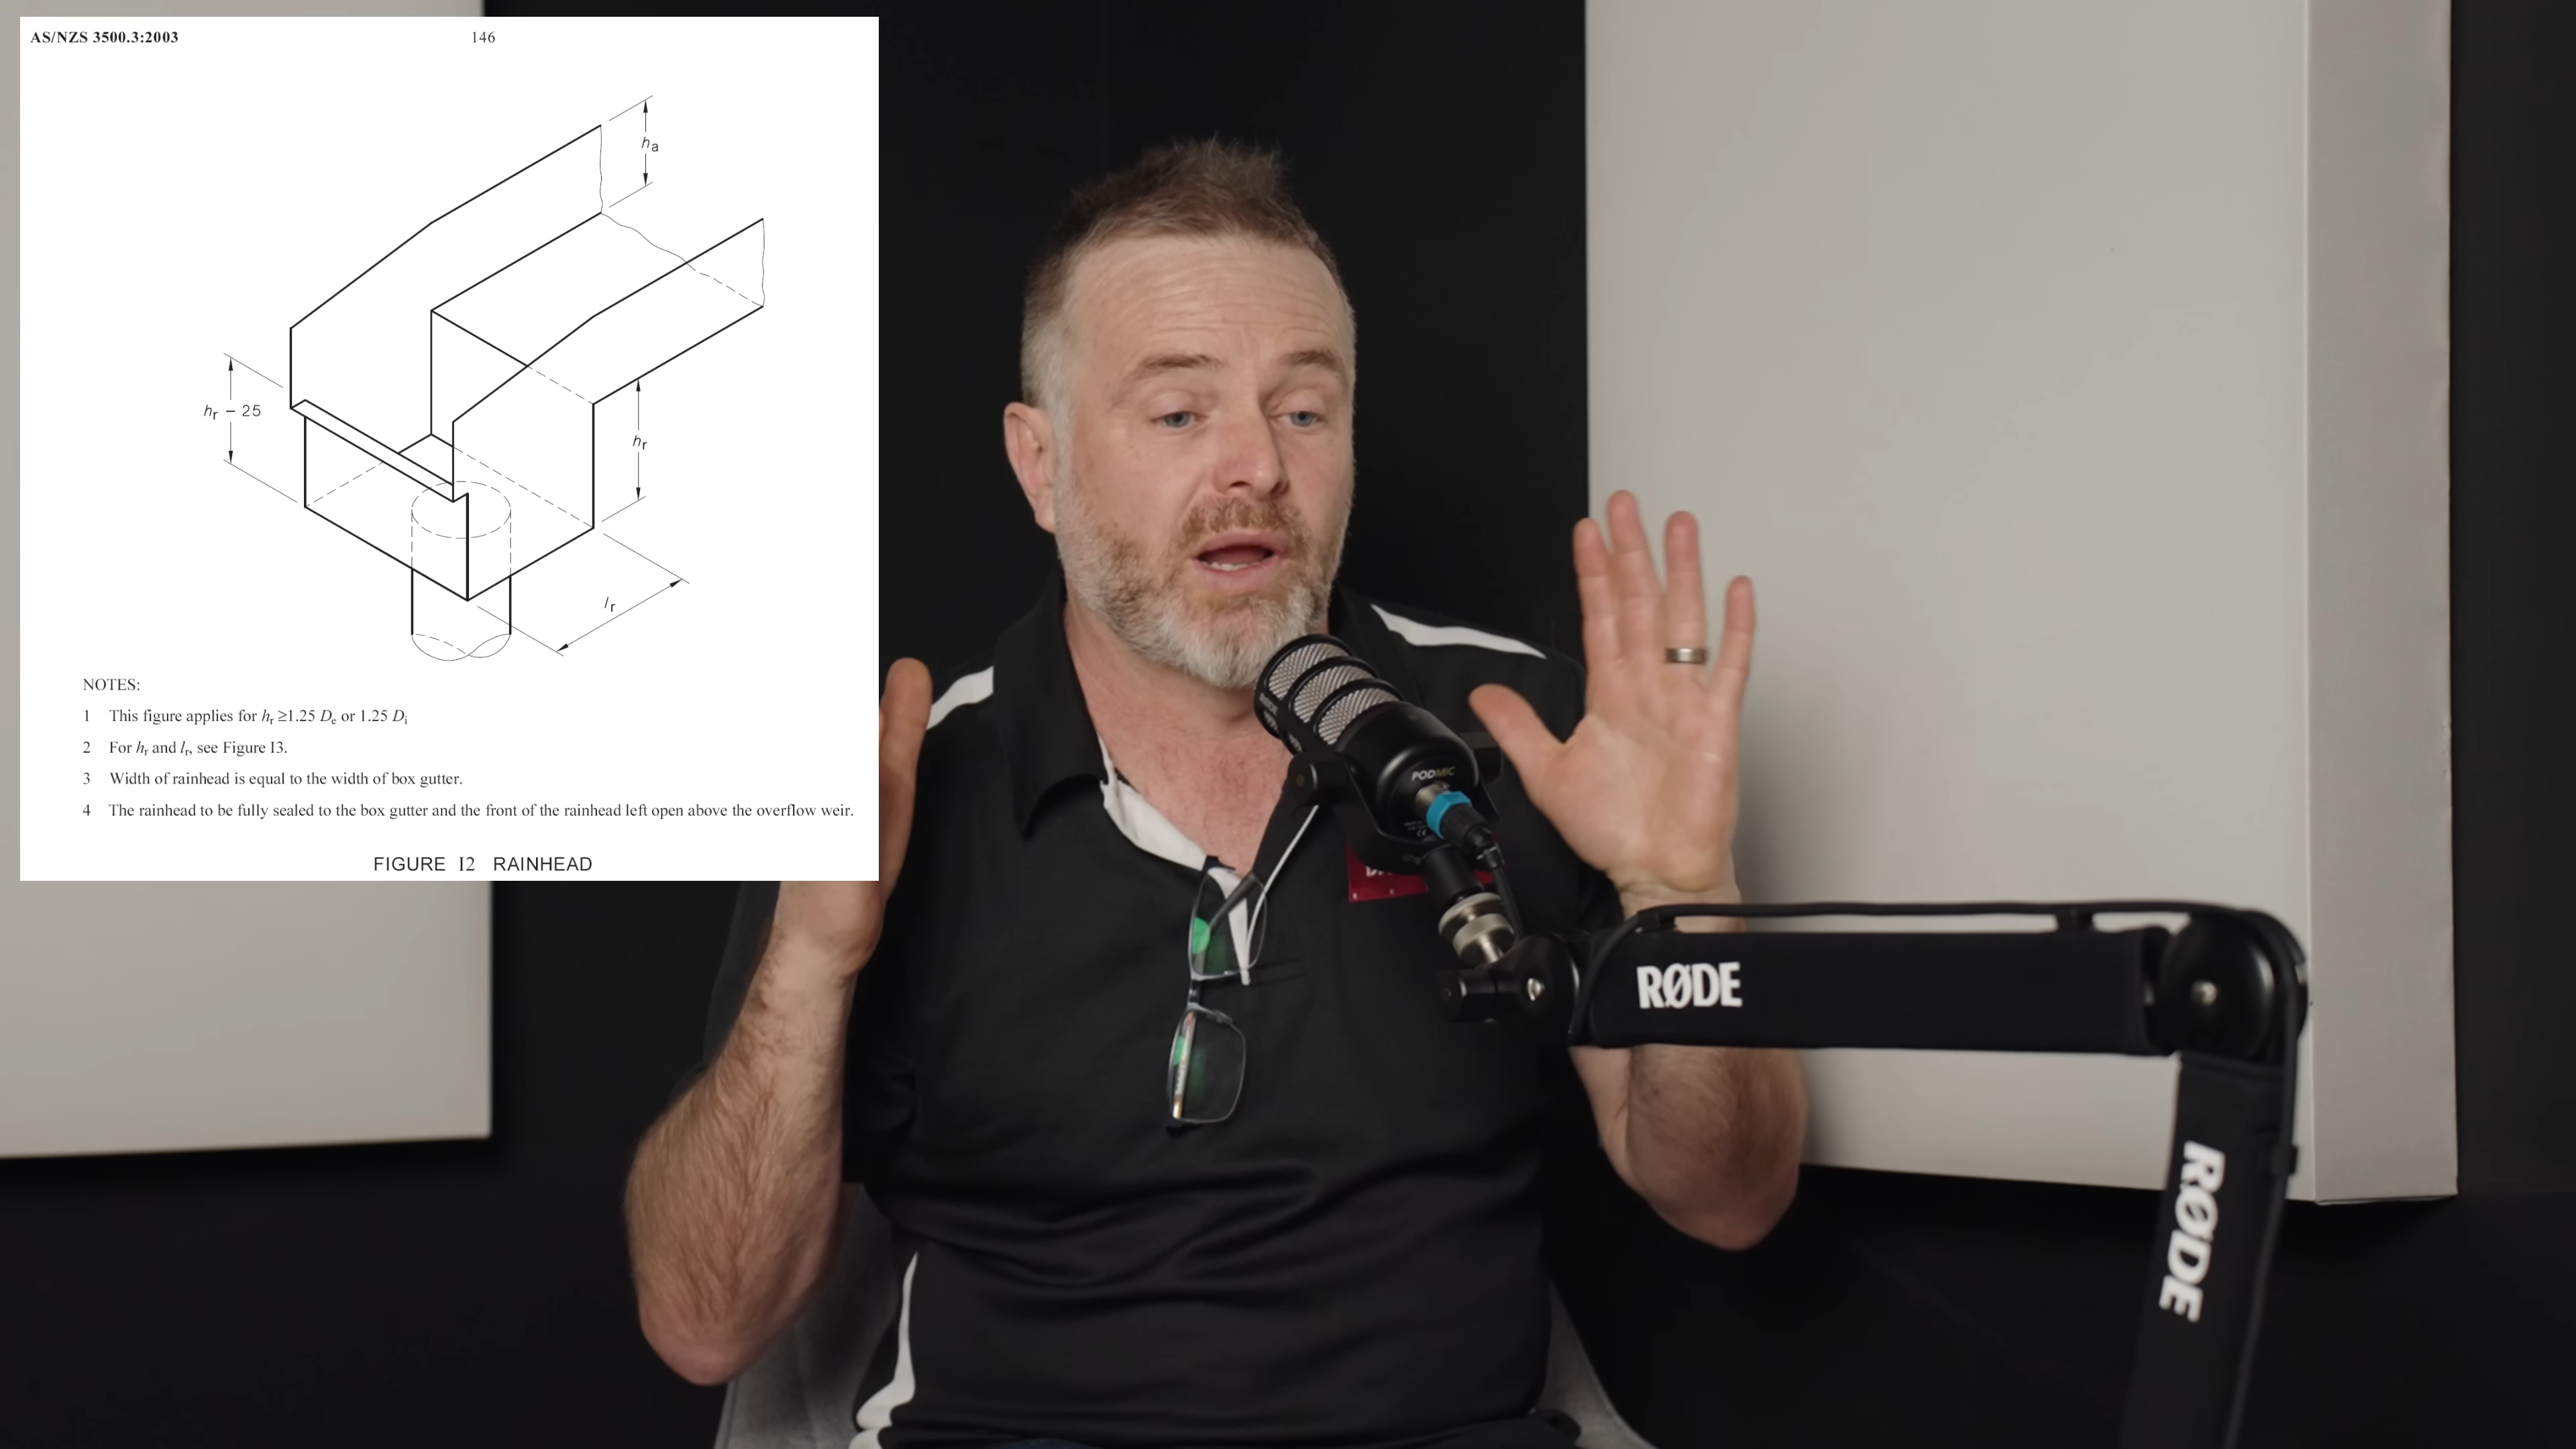 AS/NZS 3500.3:2003
146
ha
hr – 25
hr
lr
NOTES:
1 This figure applies for hr ≥1.25 De or 1.25 Di
2 For hr and lr, see Figure I3.
3 Width of rainhead is equal to the width of box gutter.
4 The rainhead to be fully sealed to the box gutter and the front of the rainhead left open above the overflow weir.
FIGURE I2 RAINHEAD
PODMIC
RØDE
RØDE